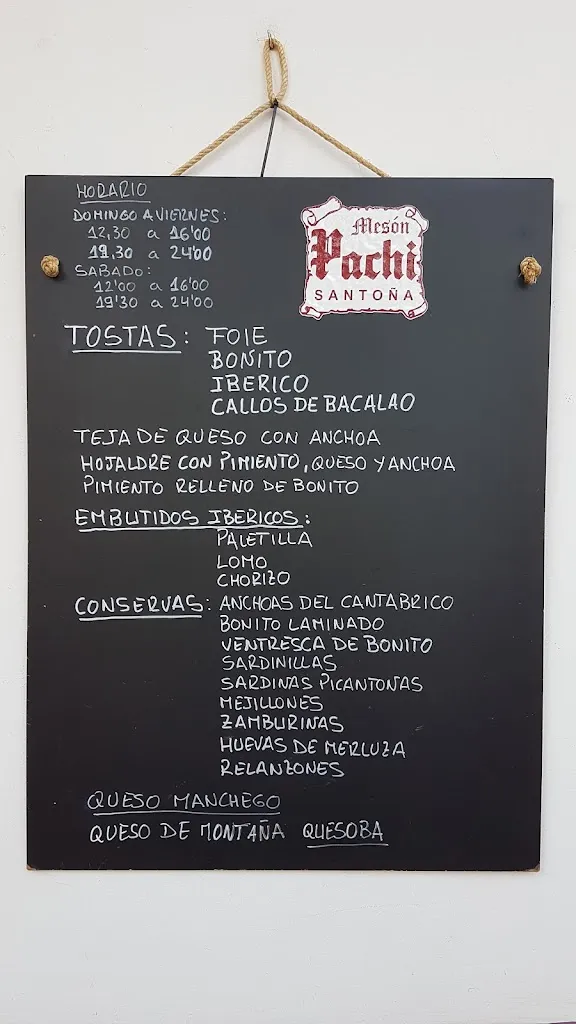 HORARIO
DOMINGO A VIERNES:
12,30 a 16'00
19,30 a 24'00
SABADO:
12'00 a 16'00
19'30 a 24'00
Mesón
Pachi
SANTOÑA
TOSTAS: FOIE
BONITO
IBERICO
CALLOS DE BACALAO
TEJA DE QUESO CON ANCHOA
HOJALDRE CON PIMIENTO, QUESO Y ANCHOA
PIMIENTO RELLENO DE BONITO
EMBUTIDOS IBERICOS:
PALETILLA
LOMO
CHORIZO
CONSERVAS: ANCHOAS DEL CANTABRICO
BONITO LAMINADO
VENTRESCA DE BONITO
SARDINILLAS
SARDINAS PICANTONAS
MEJILLONES
ZAMBURINAS
HUEVAS DE MERLUZA
RELANZONES
QUESO MANCHEGO
QUESO DE MONTAÑA QUESOBA